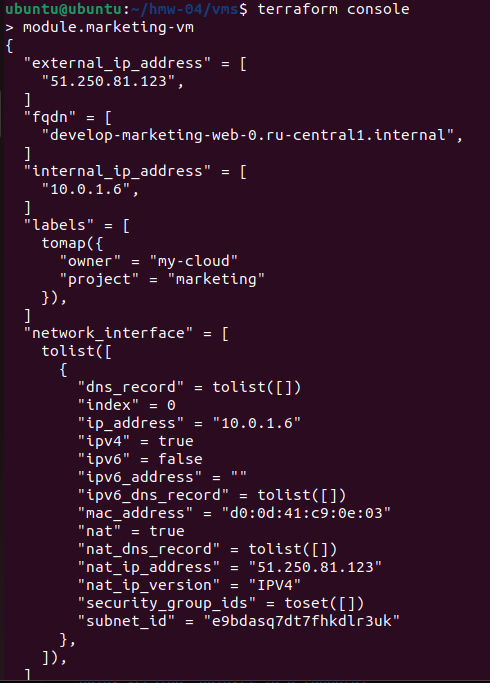 ubuntu@ubuntu:~/hmw-04/vms$ terraform console
> module.marketing-vm
{
  "external_ip_address" = [
    "51.250.81.123",
  ]
  "fqdn" = [
    "develop-marketing-web-0.ru-central1.internal",
  ]
  "internal_ip_address" = [
    "10.0.1.6",
  ]
  "labels" = [
    tomap({
      "owner" = "my-cloud"
      "project" = "marketing"
    }),
  ]
  "network_interface" = [
    tolist([
      {
        "dns_record" = tolist([])
        "index" = 0
        "ip_address" = "10.0.1.6"
        "ipv4" = true
        "ipv6" = false
        "ipv6_address" = ""
        "ipv6_dns_record" = tolist([])
        "mac_address" = "d0:0d:41:c9:0e:03"
        "nat" = true
        "nat_dns_record" = tolist([])
        "nat_ip_address" = "51.250.81.123"
        "nat_ip_version" = "IPV4"
        "security_group_ids" = toset([])
        "subnet_id" = "e9bdasq7dt7fhkdlr3uk"
      },
    ]),
  ]